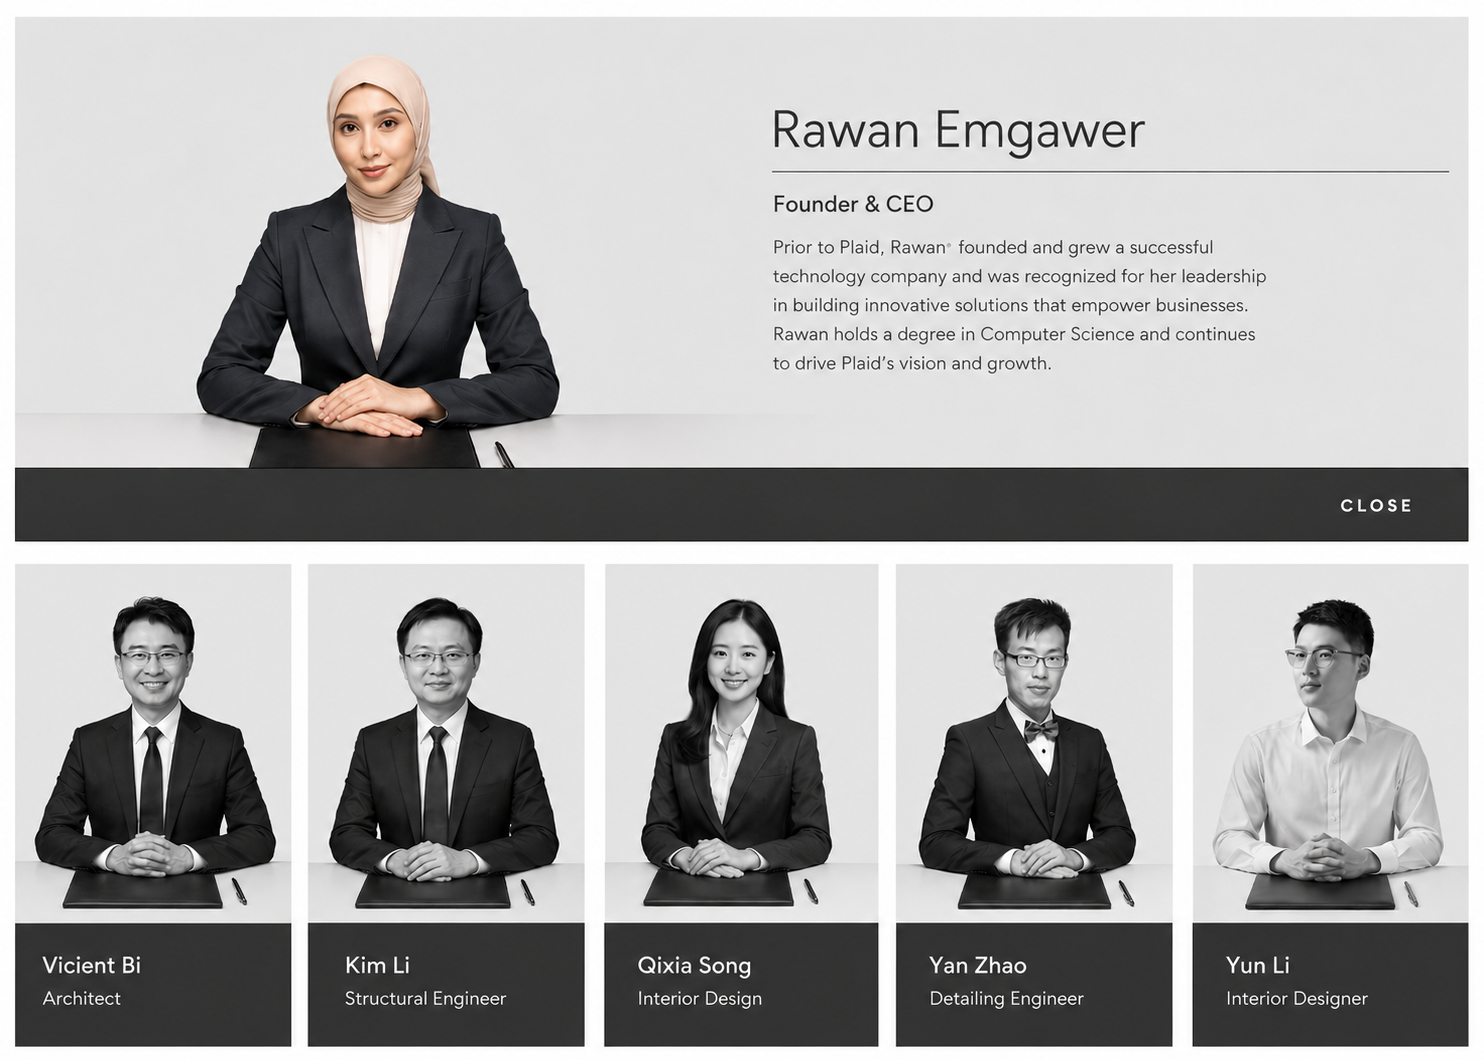 Rawan Emgawer
Founder & CEO
Prior to Plaid, Rawan founded and grew a successful
technology company and was recognized for her leadership
in building innovative solutions that empower businesses.
Rawan holds a degree in Computer Science and continues
to drive Plaid’s vision and growth.
CLOSE
Vicient Bi
Architect
Kim Li
Structural Engineer
Qixia Song
Interior Design
Yan Zhao
Detailing Engineer
Yun Li
Interior Designer